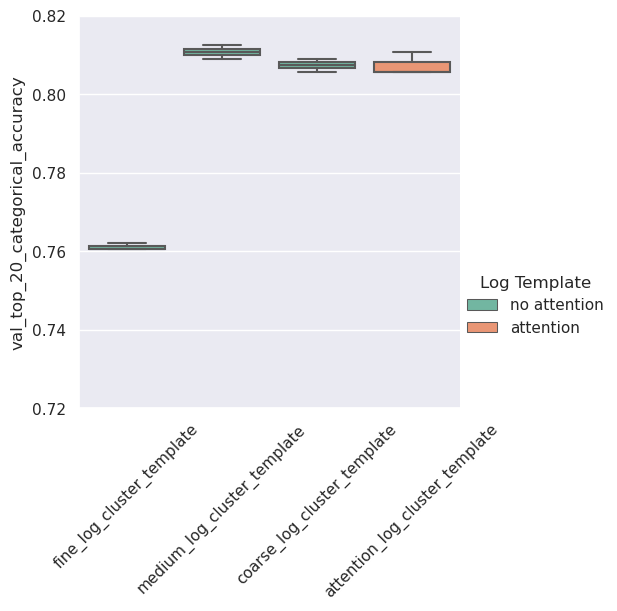 0.82
0.80
0.78
0.76
0.74
0.72
val_top_20_categorical_accuracy
fine_log_cluster_template
medium_log_cluster_template
coarse_log_cluster_template
attention_log_cluster_template
Log Template
no attention
attention